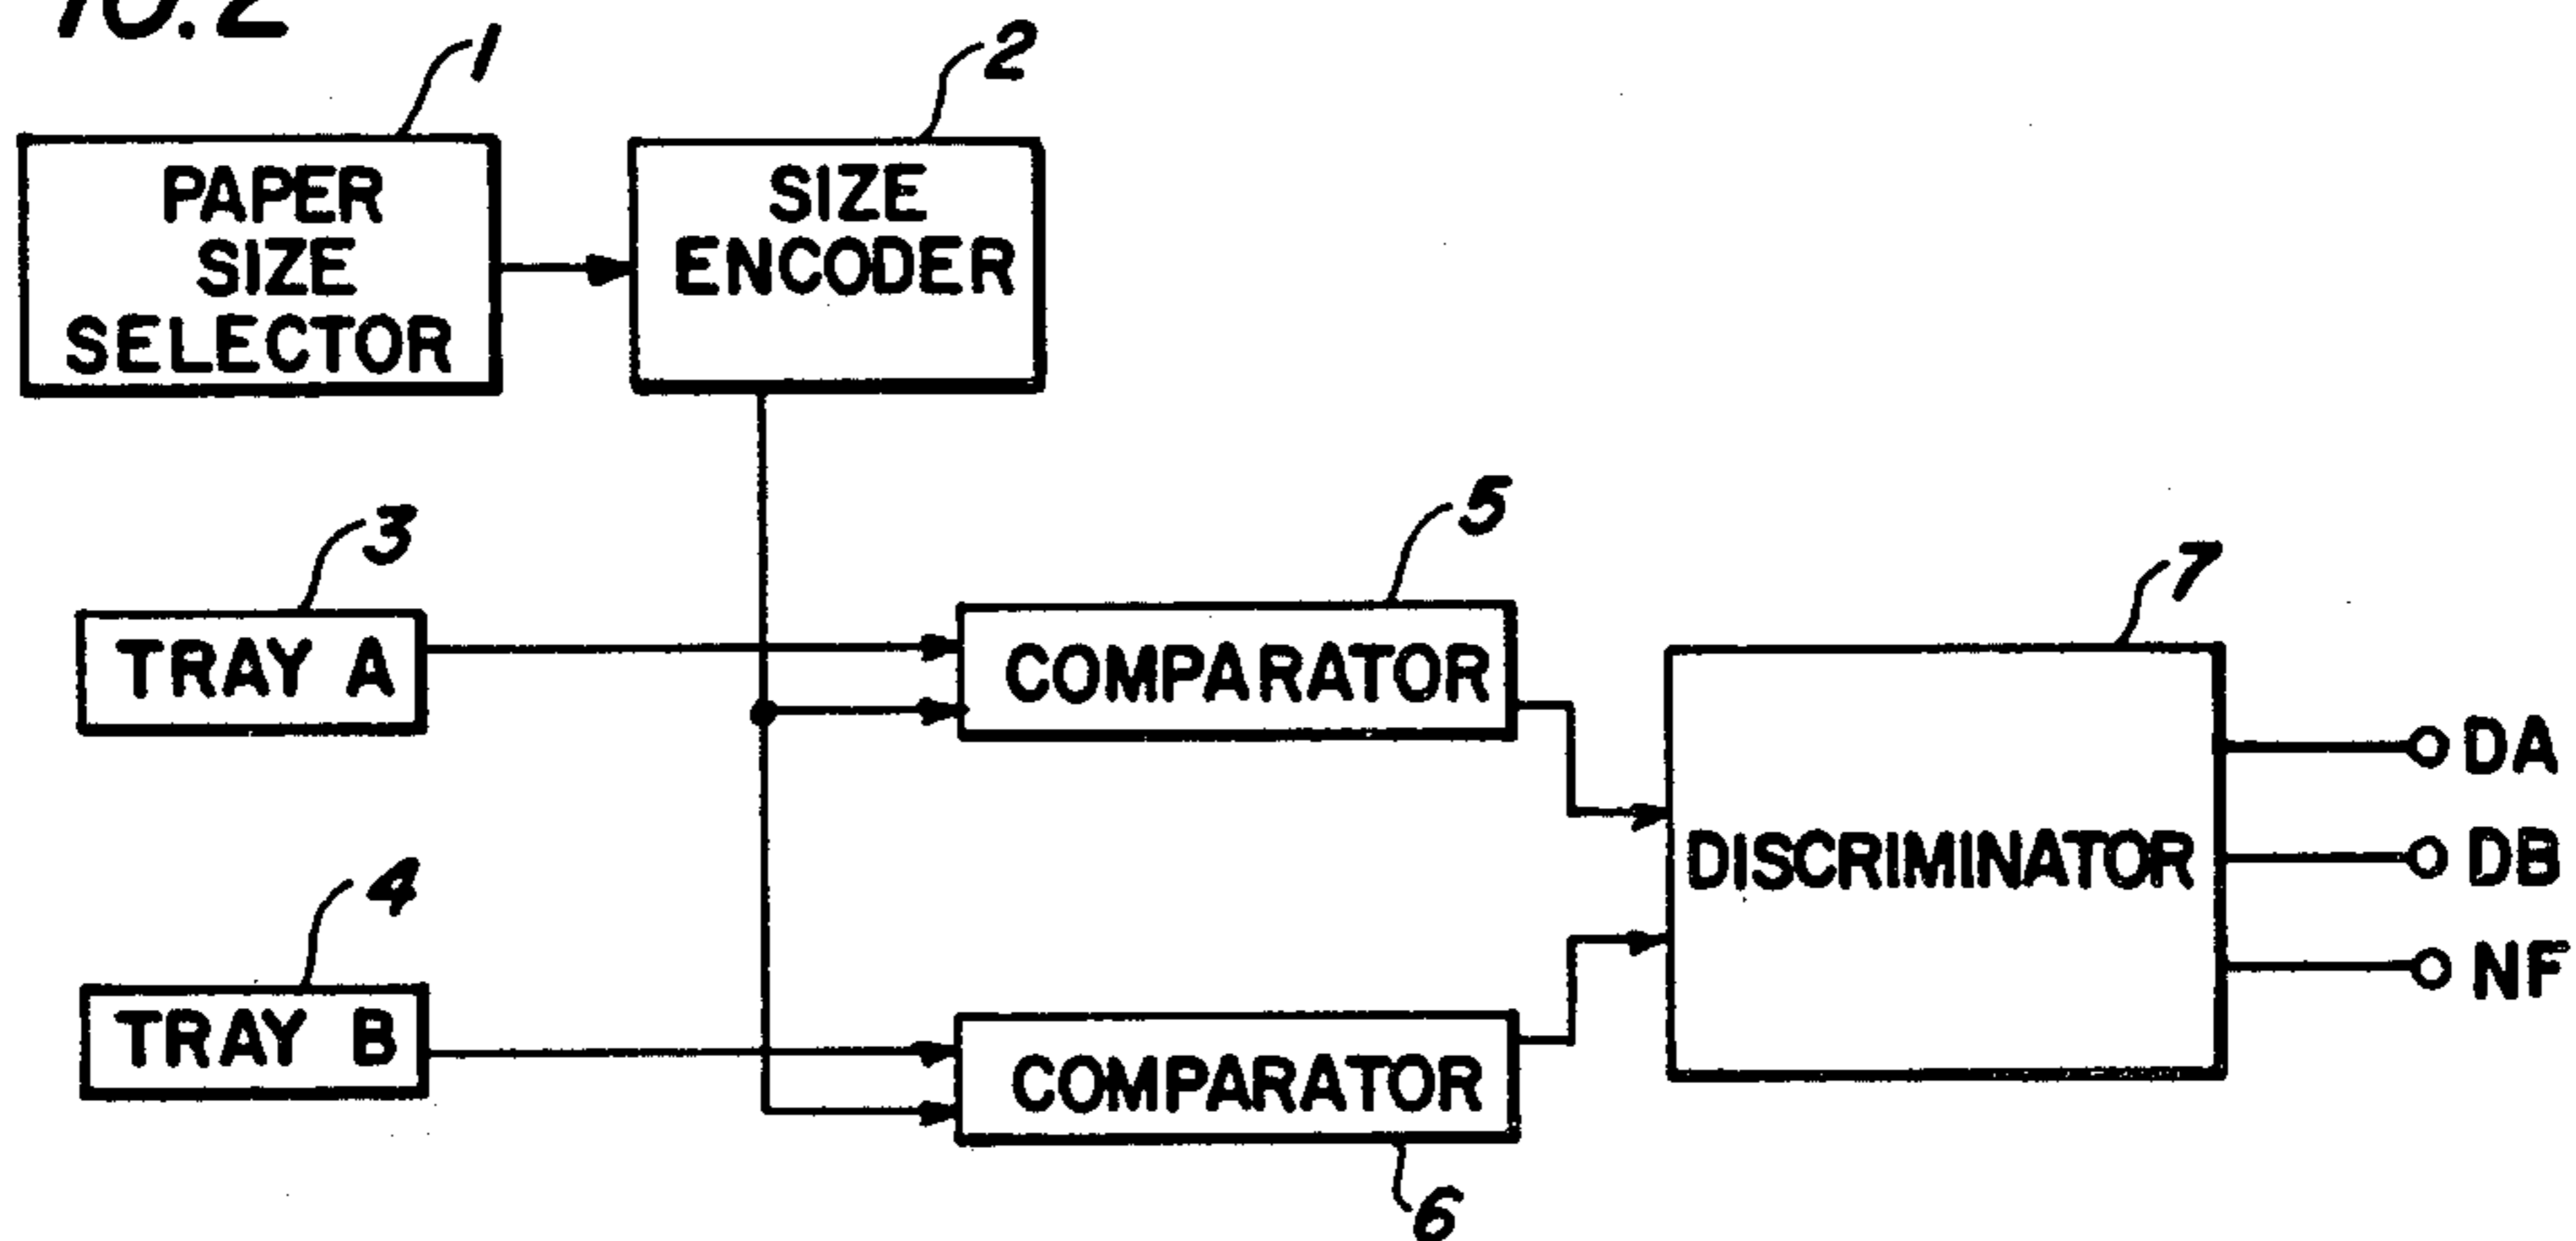 1
2
PAPER
SIZE
SELECTOR
SIZE
ENCODER
3
5
7
TRAY A
COMPARATOR
DA
DISCRIMINATOR
DB
4
NF
TRAY B
COMPARATOR
6